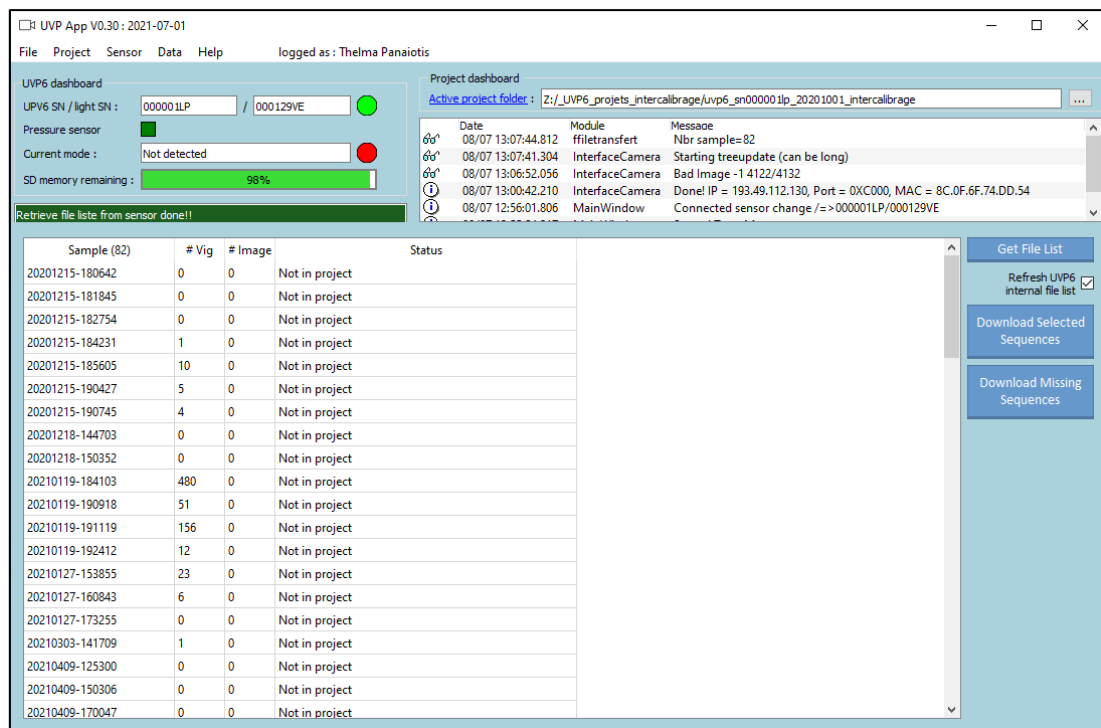 UVP App V0.30 : 2021-07-01
File Project Sensor Data Help logged as : Thelma Panaiotis
UVP6 dashboard
UPV6 SN / light SN : 000001LP / 000129VE
Pressure sensor
Current mode : Not detected
SD memory remaining : 98%
Retrieve file liste from sensor done!!
Project dashboard
Active project folder : Z:/_UVP6_projets_intercalibrage/uvp6_sn000001lp_20201001_intercalibrage ...
Date Module Message
08/07 13:07:44.812 ffiletransfert Nbr sample=82
08/07 13:07:41.304 InterfaceCamera Starting treeupdate (can be long)
08/07 13:06:52.056 InterfaceCamera Bad Image -1 4122/4132
08/07 13:00:42.210 InterfaceCamera Done! IP = 193.49.112.130, Port = 0XC000, MAC = 8C.0F.6F.74.DD.54
08/07 12:56:01.806 MainWindow Connected sensor change /=>000001LP/000129VE
Sample (82) # Vig # Image Status
20201215-180642 0 0 Not in project
20201215-181845 0 0 Not in project
20201215-182754 0 0 Not in project
20201215-184231 1 0 Not in project
20201215-185605 10 0 Not in project
20201215-190427 5 0 Not in project
20201215-190745 4 0 Not in project
20201218-144703 0 0 Not in project
20201218-150352 0 0 Not in project
20210119-184103 480 0 Not in project
20210119-190918 51 0 Not in project
20210119-191119 156 0 Not in project
20210119-192412 12 0 Not in project
20210127-153855 23 0 Not in project
20210127-160843 6 0 Not in project
20210127-173255 0 0 Not in project
20210303-141709 1 0 Not in project
20210409-125300 0 0 Not in project
20210409-150306 0 0 Not in project
20210409-170047 0 0 Not in project
Get File List
Refresh UVP6
internal file list
Download Selected
Sequences
Download Missing
Sequences